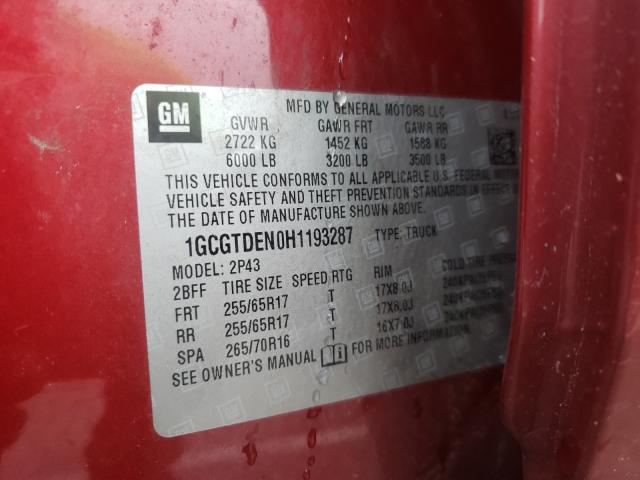 GM
MFD BY GENERAL MOTORS LLC
GVWR GAWR FRT GAWR RR
2722 KG 1452 KG 1588 KG
6000 LB 3200 LB 3500 LB
THIS VEHICLE CONFORMS TO ALL APPLICABLE U.S. FEDERAL MOTOR
VEHICLE SAFETY AND THEFT PREVENTION STANDARDS IN EFFECT
THE DATE OF MANUFACTURE SHOWN ABOVE.
1GCGTDEN0H1193287 TYPE: TRUCK
MODEL: 2P43
2BFF TIRE SIZE SPEED RTG RIM COLD TIRE
FRT 255/65R17 T 17X8.0J
RR 255/65R17 T 17X8.0J
SPA 265/70R16 T 16X7.0J
SEE OWNER'S MANUAL i FOR MORE INFORMATION